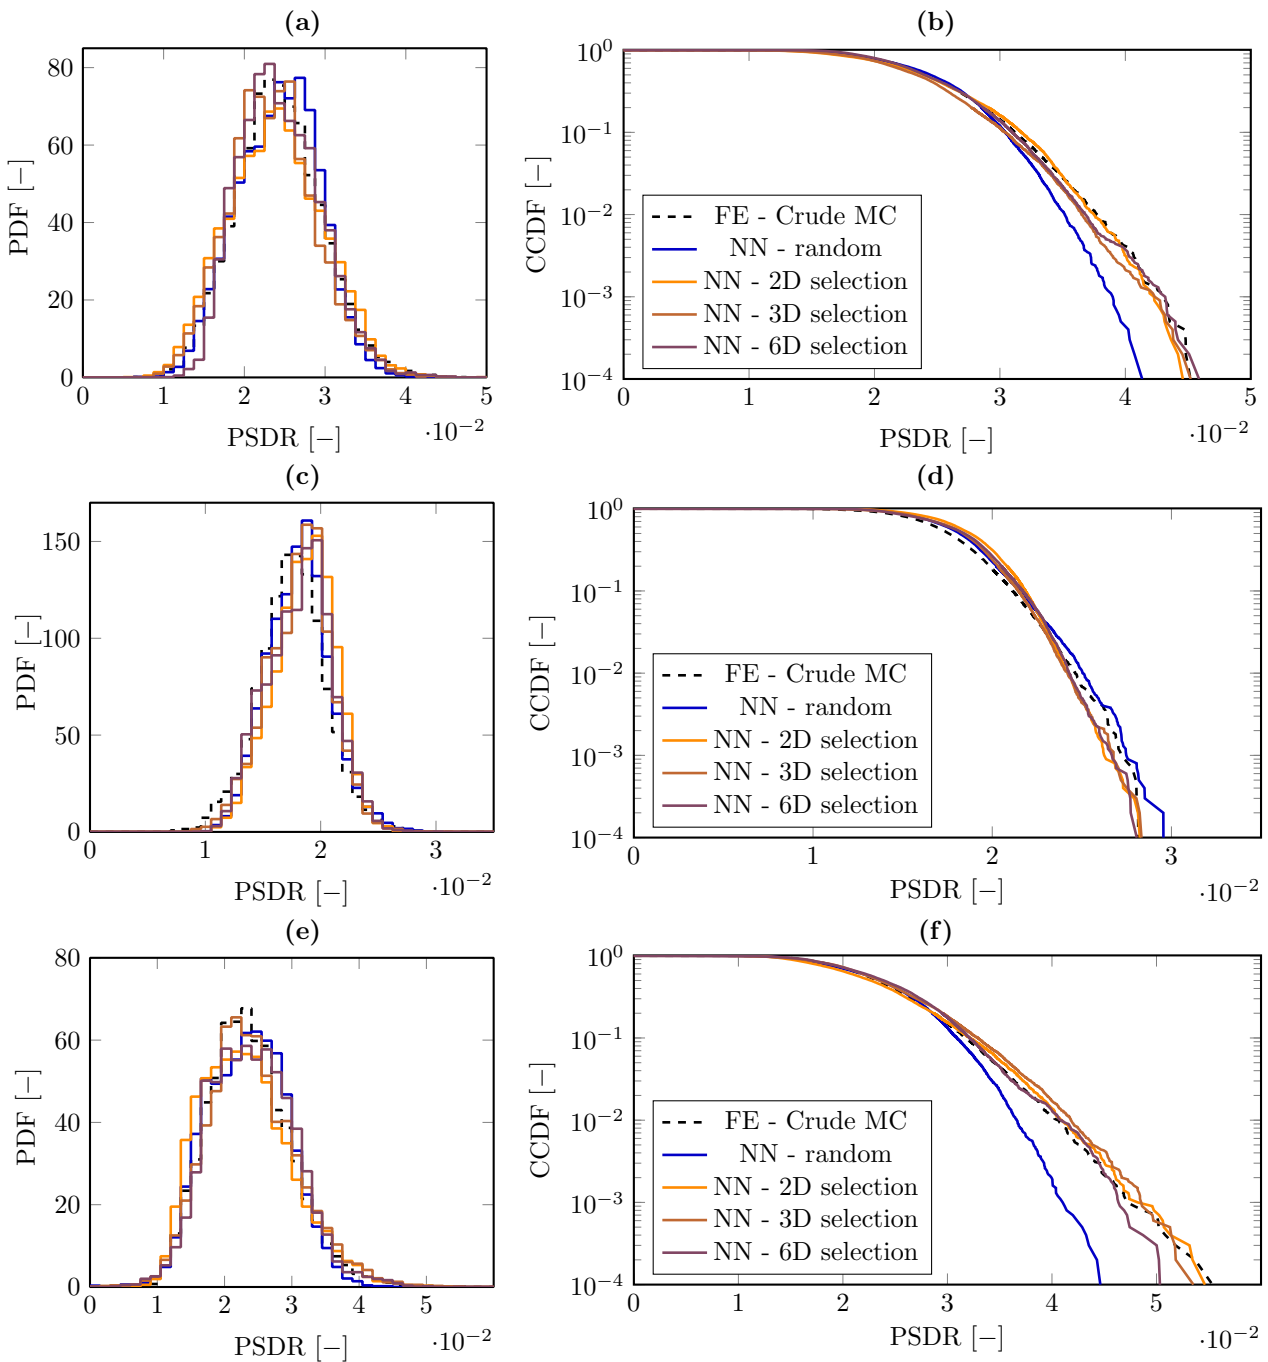 (a)
80
60
40
20
0
PDF [−]
0 1 2 3 4 5
PSDR [−]
·10−2
(b)
100
10−1
10−2
10−3
10−4
CCDF [−]
FE - Crude MC
NN - random
NN - 2D selection
NN - 3D selection
NN - 6D selection
0 1 2 3 4 5
PSDR [−]
·10−2
(c)
150
100
50
0
PDF [−]
0 1 2 3
PSDR [−]
·10−2
(d)
100
10−1
10−2
10−3
10−4
CCDF [−]
FE - Crude MC
NN - random
NN - 2D selection
NN - 3D selection
NN - 6D selection
0 1 2 3
PSDR [−]
·10−2
(e)
80
60
40
20
0
PDF [−]
0 1 2 3 4 5
PSDR [−]
·10−2
(f)
100
10−1
10−2
10−3
10−4
CCDF [−]
FE - Crude MC
NN - random
NN - 2D selection
NN - 3D selection
NN - 6D selection
0 1 2 3 4 5
PSDR [−]
·10−2